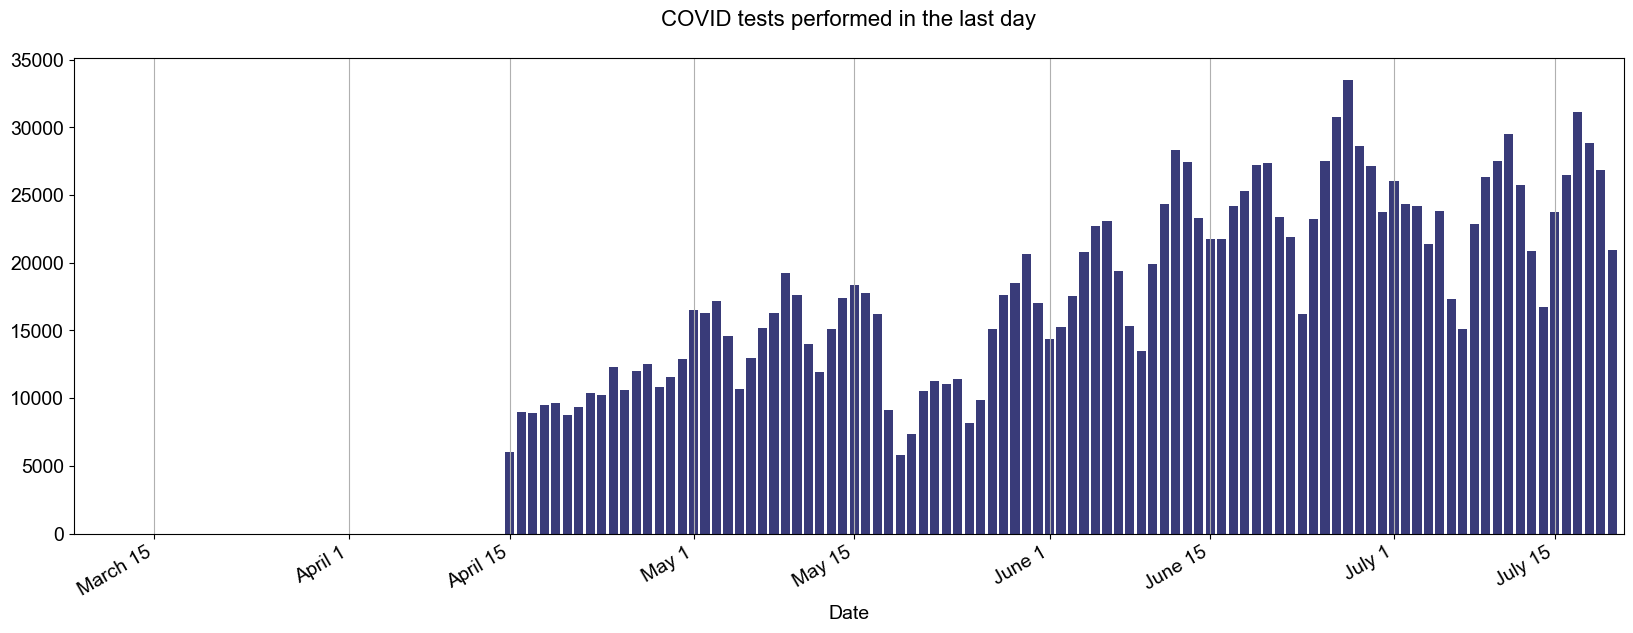 COVID tests performed in the last day
35000
30000
25000
20000
15000
10000
5000
0
March 15
April 1
April 15
May 1
May 15
June 1
June 15
July 1
July 15
Date